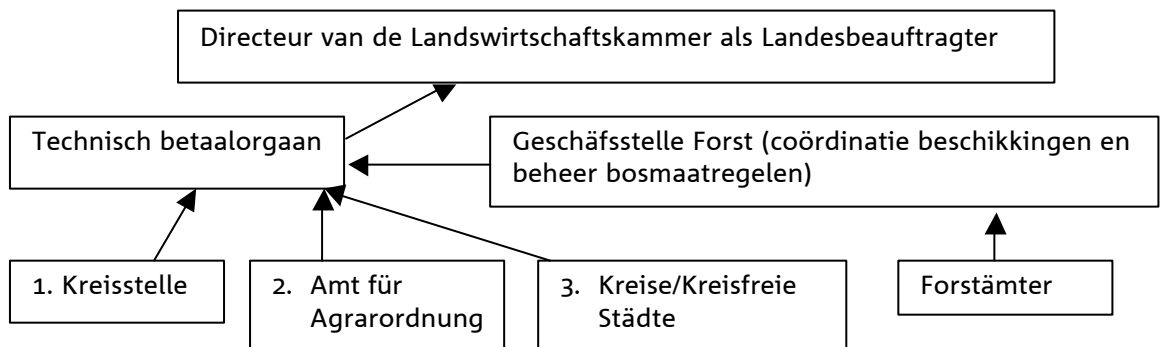 Directeur van de Landswirtschaftskammer als Landesbeauftragter
Technisch betaalorgaan
Geschäfsstelle Forst (coördinatie beschikkingen en
beheer bosmaatregelen)
1. Kreisstelle
2. Amt für
Agrarordnung
3. Kreise/Kreisfreie
Städte
Forstämter